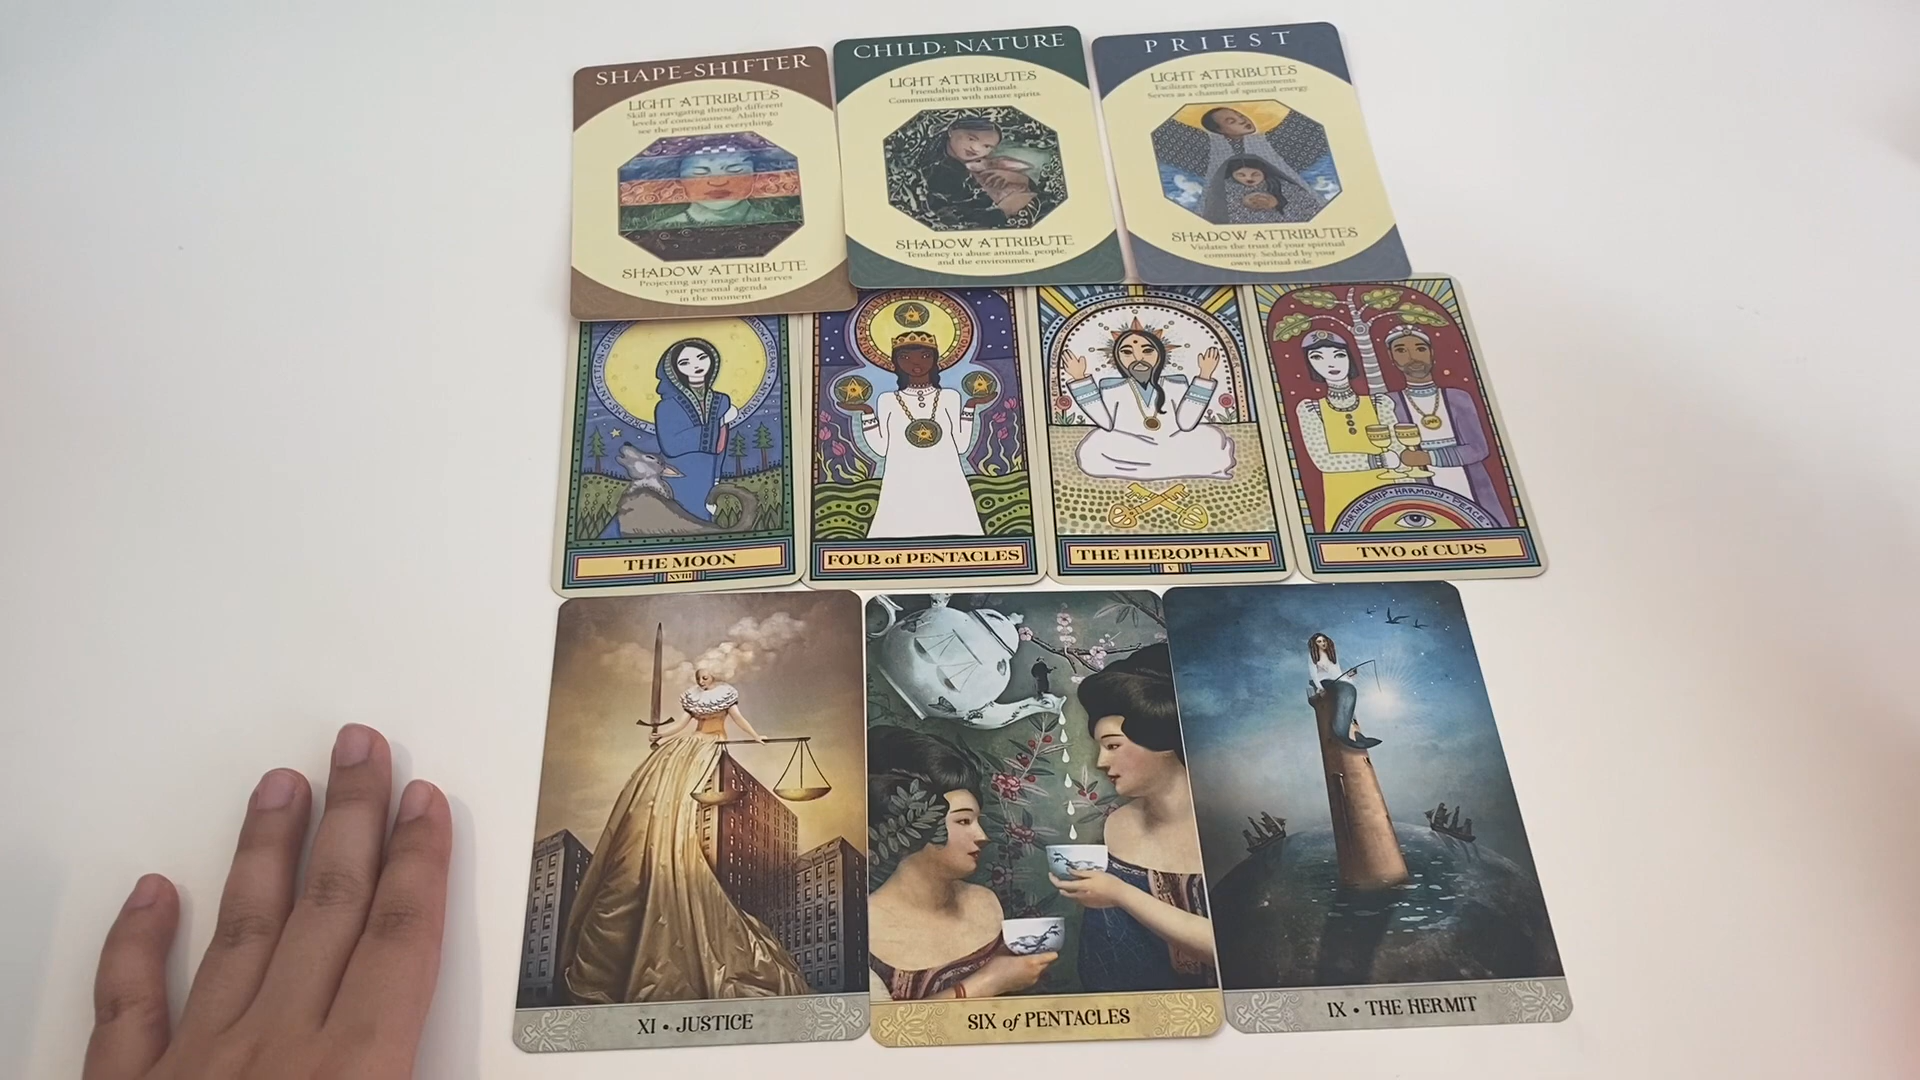 SHAPE-SHIFTER
LIGHT ATTRIBUTES
Skill at navigating through different
levels of consciousness. Ability to
see the potential in everything.
SHADOW ATTRIBUTE
Projecting any image that serves
your personal agenda
in the moment.
CHILD: NATURE
LIGHT ATTRIBUTES
Friendships with animals.
Communication with nature spirits.
SHADOW ATTRIBUTE
Tendency to abuse animals, people,
and the environment.
PRIEST
LIGHT ATTRIBUTES
Facilitates spiritual commitments.
Serves as a channel of spiritual energy.
SHADOW ATTRIBUTES
Violates the trust of your spiritual
community. Seduced by your
own spiritual role.
INTUITION
DREAMS
THE MOON
XVIII
FOUNDATION
FOUR of PENTACLES
THE HIEROPHANT
V
PARTNERSHIP • HARMONY • PEACE
TWO of CUPS
XI • JUSTICE
SIX of PENTACLES
IX • THE HERMIT